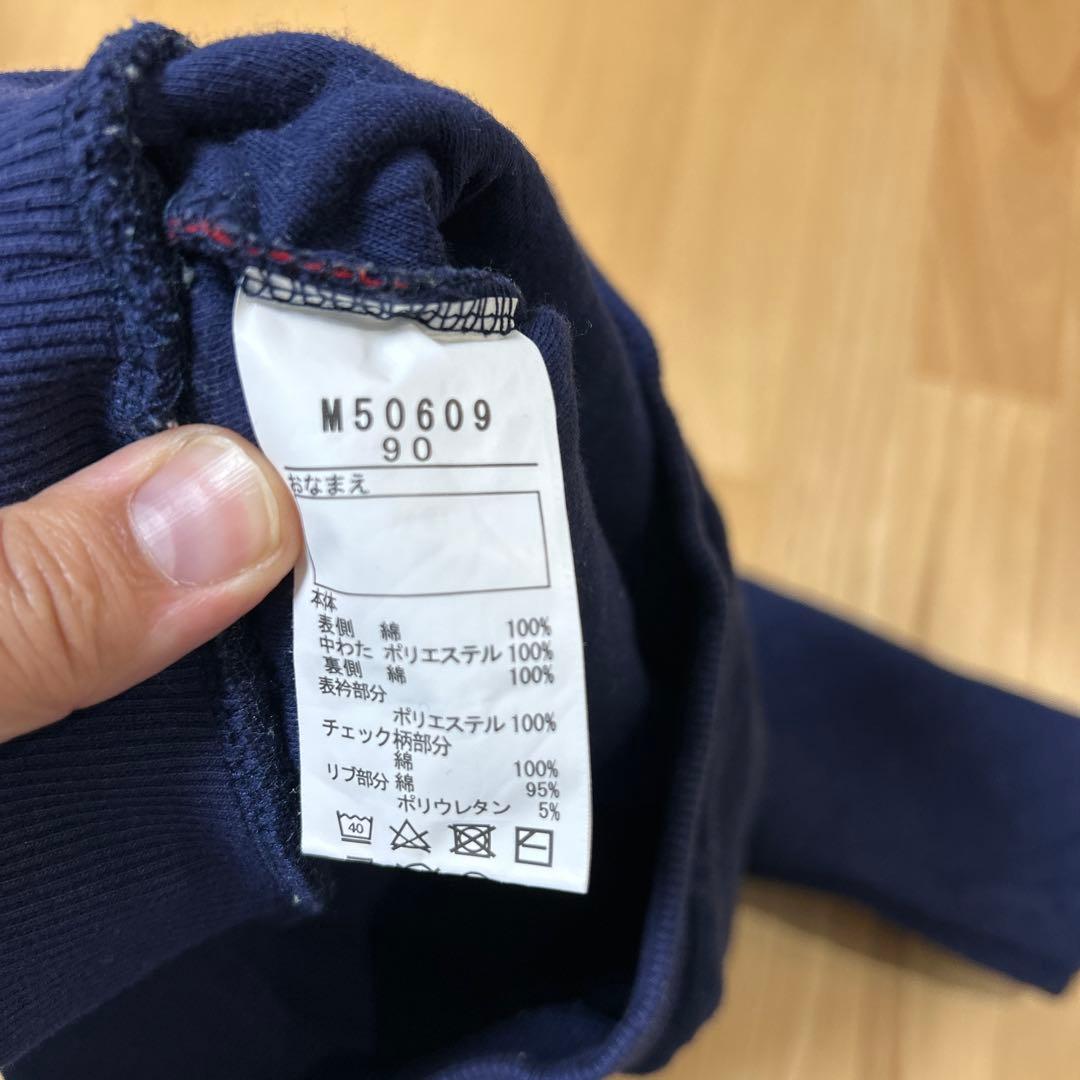 M50609
90
おなまえ
本体
表側 綿 100%
中わた ポリエステル 100%
裏側 綿 100%
表衿部分
ポリエステル 100%
チェック柄部分
綿 100%
リブ部分 綿 95%
ポリウレタン 5%
40